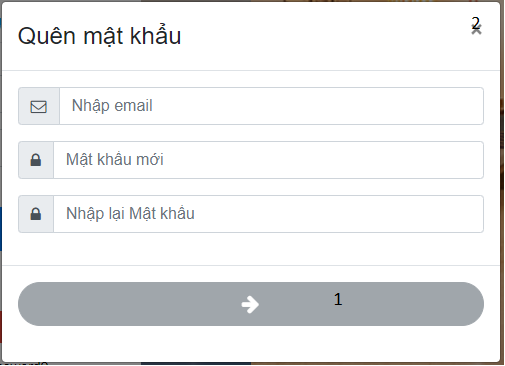 2
Quên mật khẩu
×
Nhập email
Mật khẩu mới
Nhập lại Mật khẩu
1